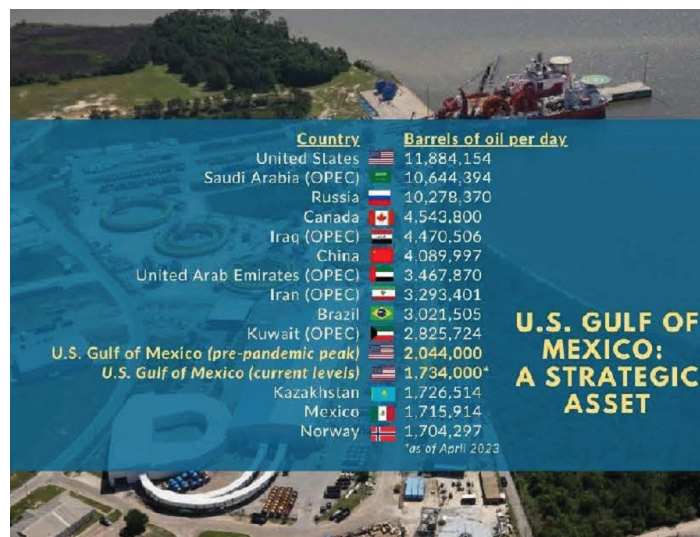 Country Barrels of oil per day
United States 11,884,154
Saudi Arabia (OPEC) 10,644,394
Russia 10,278,370
Canada 4,543,800
Iraq (OPEC) 4,470,506
China 4,089,997
United Arab Emirates (OPEC) 3,467,870
Iran (OPEC) 3,293,401
Brazil 3,021,505
Kuwait (OPEC) 2,825,724
U.S. Gulf of Mexico (pre-pandemic peak) 2,044,000
U.S. Gulf of Mexico (current levels) 1,734,000*
Kazakhstan 1,726,514
Mexico 1,715,914
Norway 1,704,297
*as of April 2023
U.S. GULF OF
MEXICO:
A STRATEGIC
ASSET